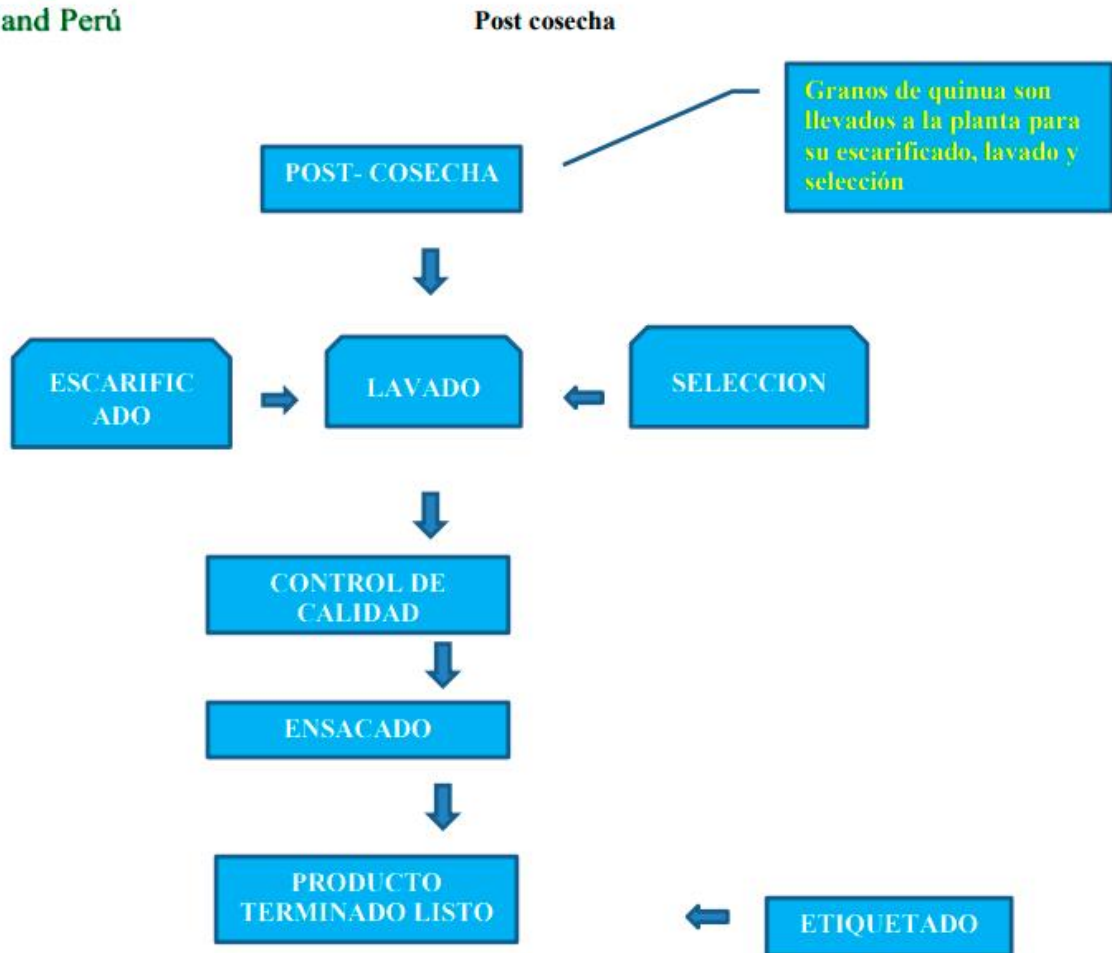 and Perú
Post cosecha
Granos de quinua son
llevados a la planta para
su escarificado, lavado y
selección
POST- COSECHA
ESCARIFIC
ADO
LAVADO
SELECCION
CONTROL DE
CALIDAD
ENSACADO
PRODUCTO
TERMINADO LISTO
ETIQUETADO